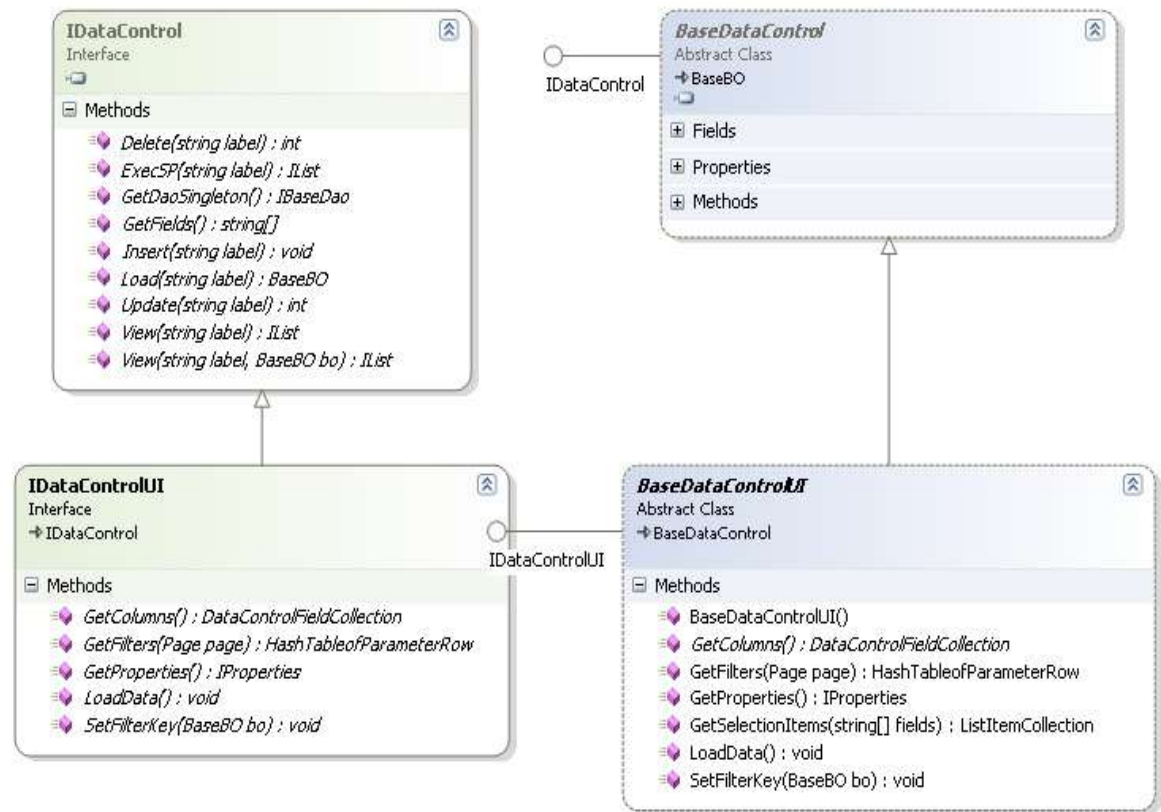 IDataControl
Interface
Methods
Delete(string label) : int
ExecSP(string label) : IList
GetDaoSingleton() : IBaseDao
GetFields() : string[]
Insert(string label) : void
Load(string label) : BaseBO
Update(string label) : int
View(string label) : IList
View(string label, BaseBO bo) : IList
IDataControl
BaseDataControl
Abstract Class
BaseBO
Fields
Properties
Methods
IDataControlUI
Interface
IDataControl
Methods
GetColumns() : DataControlFieldCollection
GetFilters(Page page) : HashTableofParameterRow
GetProperties() : IProperties
LoadData() : void
SetFilterKey(BaseBO bo) : void
IDataControlUI
BaseDataControlUI
Abstract Class
BaseDataControl
Methods
BaseDataControlUI()
GetColumns() : DataControlFieldCollection
GetFilters(Page page) : HashTableofParameterRow
GetProperties() : IProperties
GetSelectionItems(string[] fields) : ListItemCollection
LoadData() : void
SetFilterKey(BaseBO bo) : void